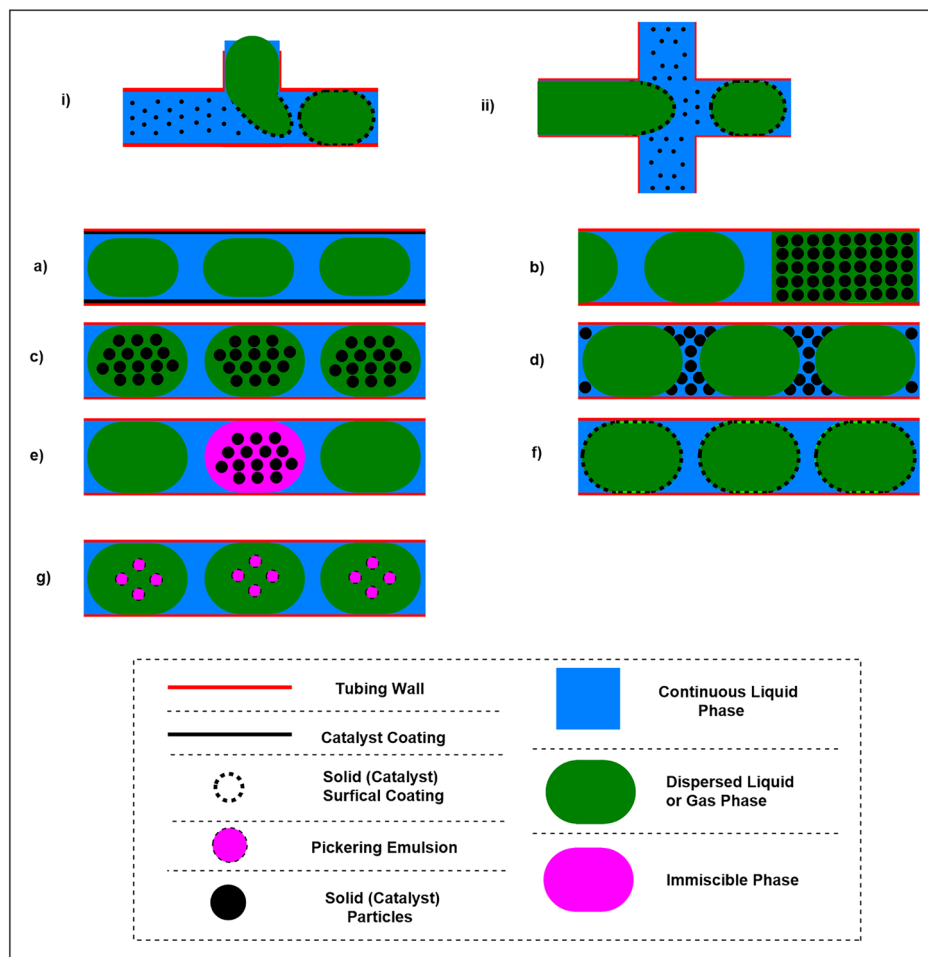 i)
ii)
a)
b)
c)
d)
e)
f)
g)
Tubing Wall
Catalyst Coating
Solid (Catalyst)
Surfical Coating
Pickering Emulsion
Solid (Catalyst)
Particles
Continuous Liquid
Phase
Dispersed Liquid
or Gas Phase
Immiscible Phase